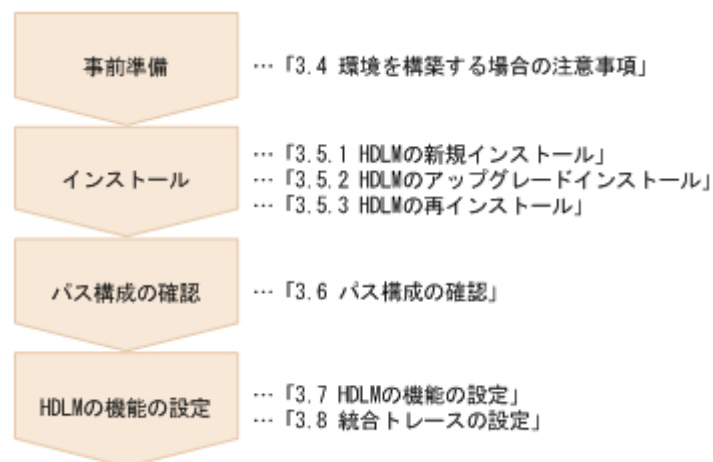 事前準備 … 「3.4 環境を構築する場合の注意事項」
インストール
… 「3.5.1 HDLMの新規インストール」
… 「3.5.2 HDLMのアップグレードインストール」
… 「3.5.3 HDLMの再インストール」
パス構成の確認 … 「3.6 パス構成の確認」
HDLMの機能の設定
… 「3.7 HDLMの機能の設定」
… 「3.8 統合トレースの設定」